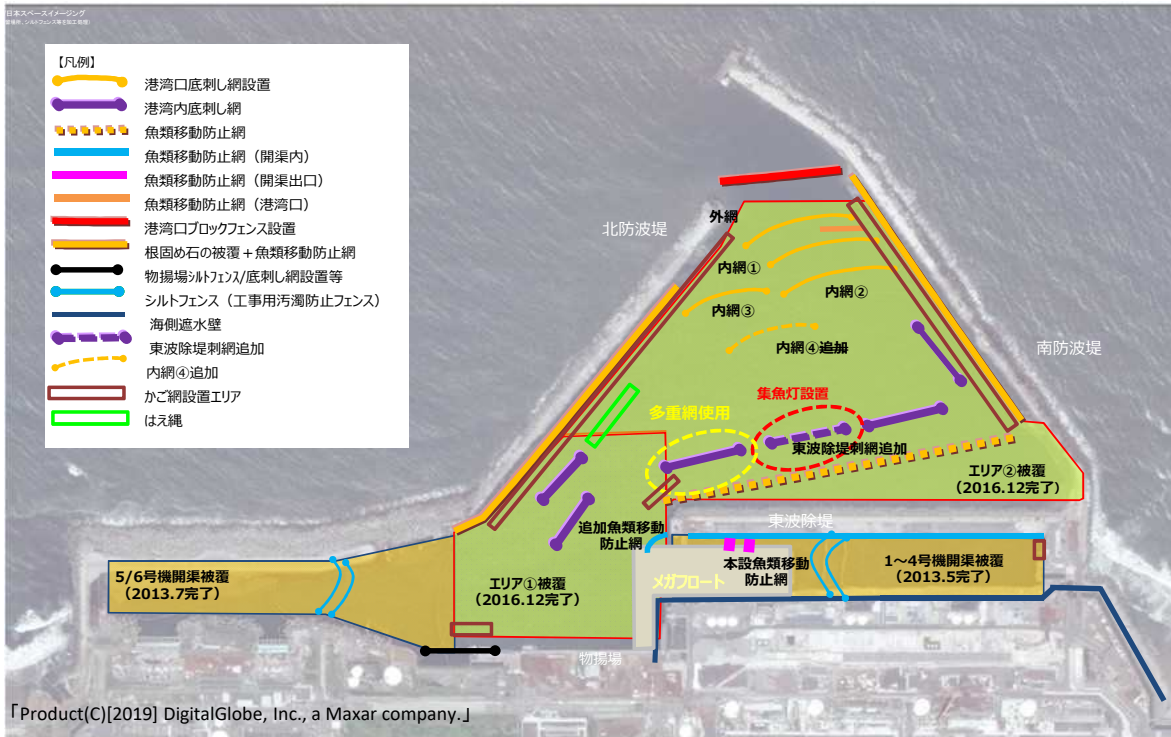 日本スペースイメージング
【凡例】
港湾口底刺し網設置
港湾内底刺し網
魚類移動防止網
魚類移動防止網（開渠内）
魚類移動防止網（開渠出口）
魚類移動防止網（港湾口）
港湾口ブロックフェンス設置
根固め石の被覆＋魚類移動防止網
物揚場ｼﾙﾄﾌｪﾝｽ/底刺し網設置等
シルトフェンス（工事用汚濁防止フェンス）
海側遮水壁
東波除堤刺網追加
内網④追加
かご網設置エリア
はえ縄
北防波堤
外網
内網①
内網②
内網③
内網④追加
南防波堤
集魚灯設置
多重網使用
東波除堤刺網追加
エリア②被覆
（2016.12完了）
東波除堤
追加魚類移動
防止網
5/6号機開渠被覆
（2013.7完了）
エリア①被覆
（2016.12完了）
メガフロート
本設魚類移動
防止網
1～4号機開渠被覆
（2013.5完了）
物揚場
「Product(C)[2019] DigitalGlobe, Inc., a Maxar company.」